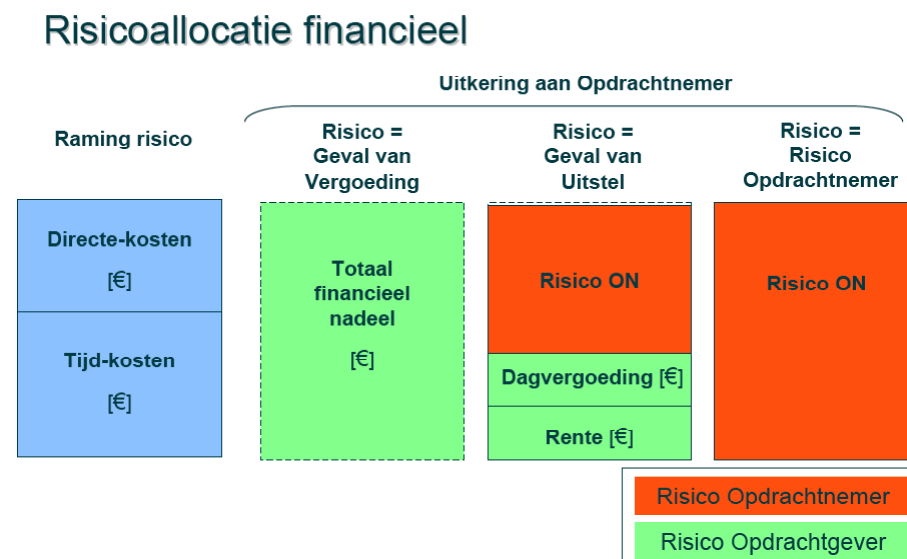 Risicoallocatie financieel
Uitkering aan Opdrachtnemer
Raming risico
Risico =
Geval van
Vergoeding
Risico =
Geval van
Uitstel
Risico =
Risico
Opdrachtnemer
Directe-kosten
[€]
Tijd-kosten
[€]
Totaal
financieel
nadeel
[€]
Risico ON
Dagvergoeding [€]
Rente [€]
Risico ON
Risico Opdrachtnemer
Risico Opdrachtgever